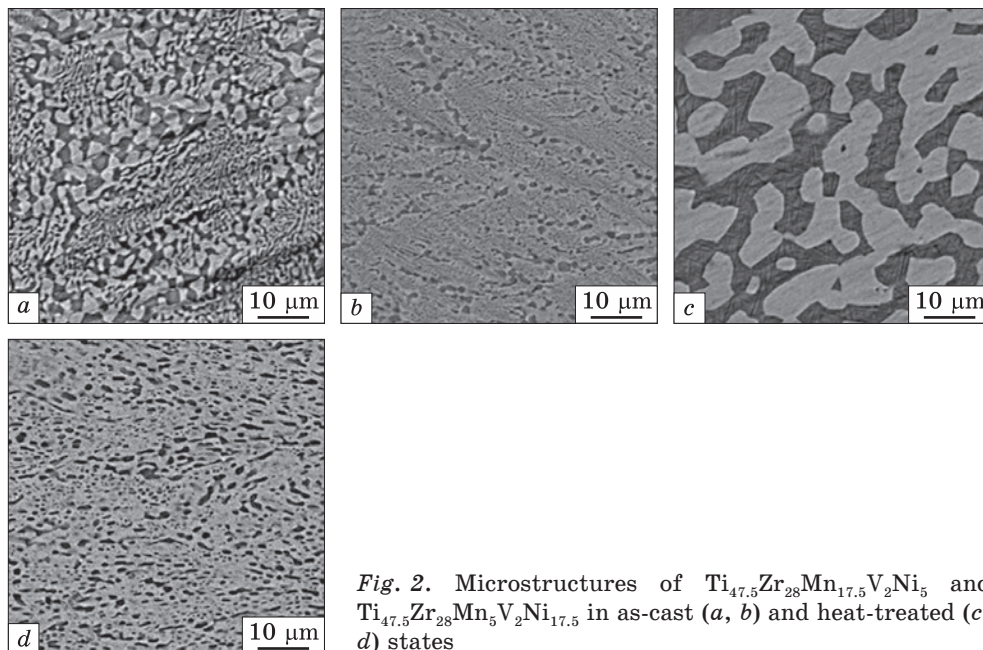 a
10 μm
b
10 μm
c
10 μm
d
10 μm
Fig. 2. Microstructures of Ti₄₇.₅Zr₂₈Mn₁₇.₅V₂Ni₅ and
Ti₄₇.₅Zr₂₈Mn₅V₂Ni₁₇.₅ in as-cast (a, b) and heat-treated (c
d) states